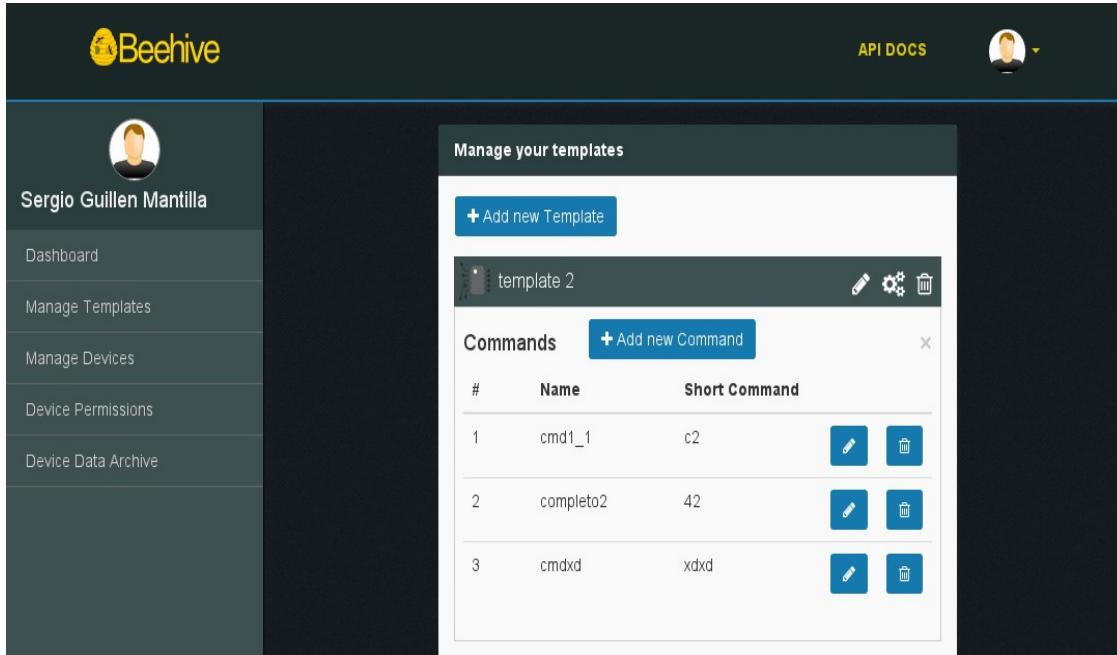 Beehive
API DOCS
Sergio Guillen Mantilla
Dashboard
Manage Templates
Manage Devices
Device Permissions
Device Data Archive
Manage your templates
+ Add new Template
template 2
Commands + Add new Command ×
# Name Short Command
1 cmd1_1 c2
2 completo2 42
3 cmdxd xdxd